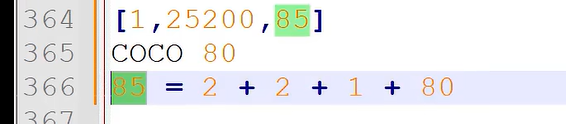 364 [1,25200,85]
365 COCO 80
366 85 = 2 + 2 + 1 + 80
367